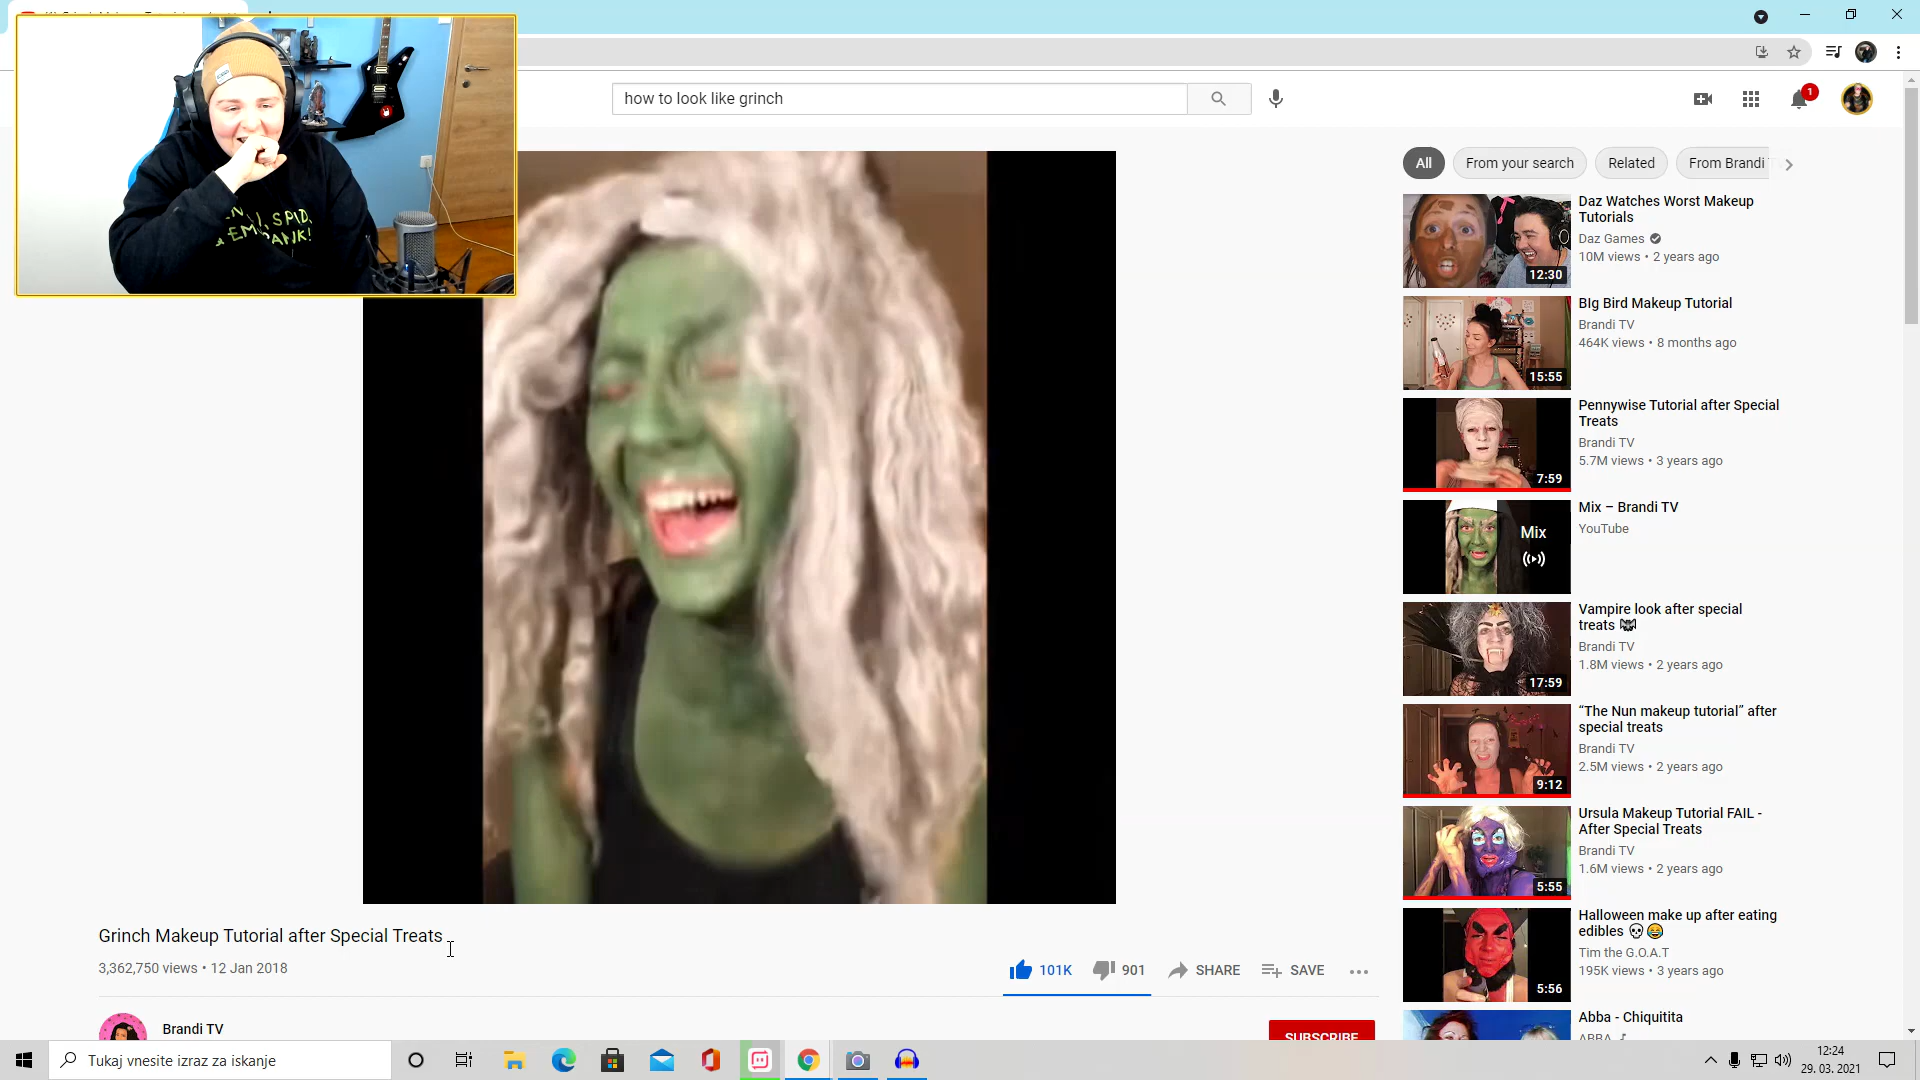 how to look like grinch
1
All
From your search
Related
From Brandi
Daz Watches Worst Makeup
Tutorials
Daz Games
10M views • 2 years ago
12:30
BIg Bird Makeup Tutorial
Brandi TV
464K views • 8 months ago
15:55
Pennywise Tutorial after Special
Treats
Brandi TV
5.7M views • 3 years ago
7:59
Mix – Brandi TV
YouTube
Mix
Vampire look after special
treats 🦇
Brandi TV
1.8M views • 2 years ago
17:59
“The Nun makeup tutorial” after
special treats
Brandi TV
2.5M views • 2 years ago
9:12
Ursula Makeup Tutorial FAIL -
After Special Treats
Brandi TV
1.6M views • 2 years ago
5:55
Halloween make up after eating
edibles 💀😂
Tim the G.O.A.T
195K views • 3 years ago
5:56
Abba - Chiquitita
ABBA
Grinch Makeup Tutorial after Special Treats
3,362,750 views • 12 Jan 2018
101K
901
SHARE
SAVE
Brandi TV
SUBSCRIBE
Tukaj vnesite izraz za iskanje
12:24
29. 03. 2021